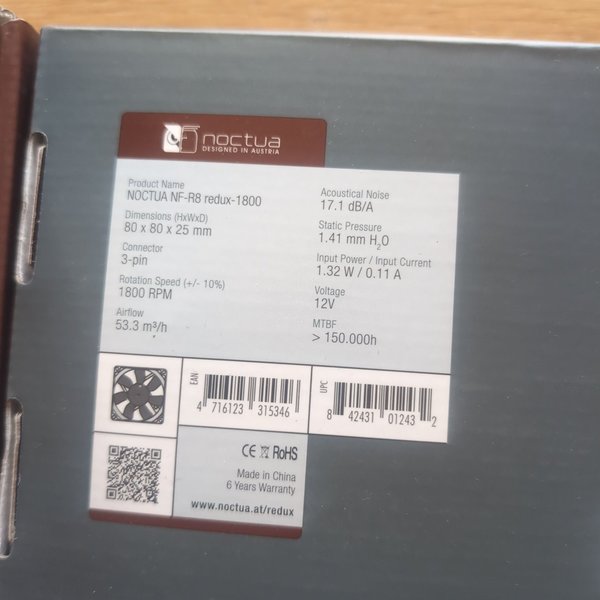 noctua
DESIGNED IN AUSTRIA
Product Name
NOCTUA NF-R8 redux-1800
Dimensions (HxWxD)
80 x 80 x 25 mm
Connector
3-pin
Rotation Speed (+/- 10%)
1800 RPM
Airflow
53.3 m³/h
Acoustical Noise
17.1 dB/A
Static Pressure
1.41 mm H₂O
Input Power / Input Current
1.32 W / 0.11 A
Voltage
12V
MTBF
> 150.000h
EAN
4 716123 315346
UPC
8 42431 01243 2
CE RoHS
Made in China
6 Years Warranty
www.noctua.at/redux